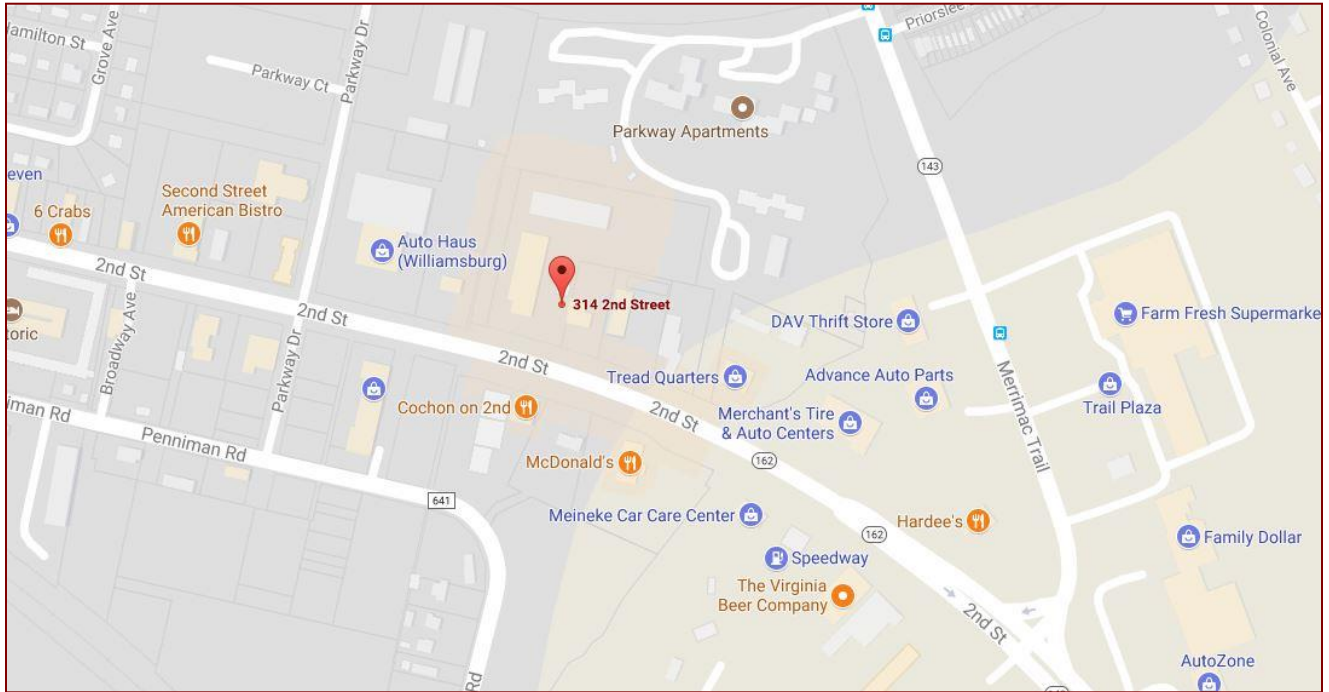 Hamilton St
Grove Ave
Parkway Dr
Parkway Ct
Priorslee
Colonial Ave
Parkway Apartments
143
even
6 Crabs
Second Street
American Bistro
Auto Haus
(Williamsburg)
2nd St
314 2nd Street
DAV Thrift Store
Farm Fresh Supermarke
toric
Broadway Ave
2nd St
Parkway Dr
2nd St
Tread Quarters
Advance Auto Parts
Merrimac Trail
Trail Plaza
Cochon on 2nd
2nd St
Merchant's Tire
& Auto Centers
niman Rd
Penniman Rd
McDonald's
162
641
Meineke Car Care Center
Hardee's
162
Speedway
Family Dollar
The Virginia
Beer Company
2nd St
Rd
AutoZone